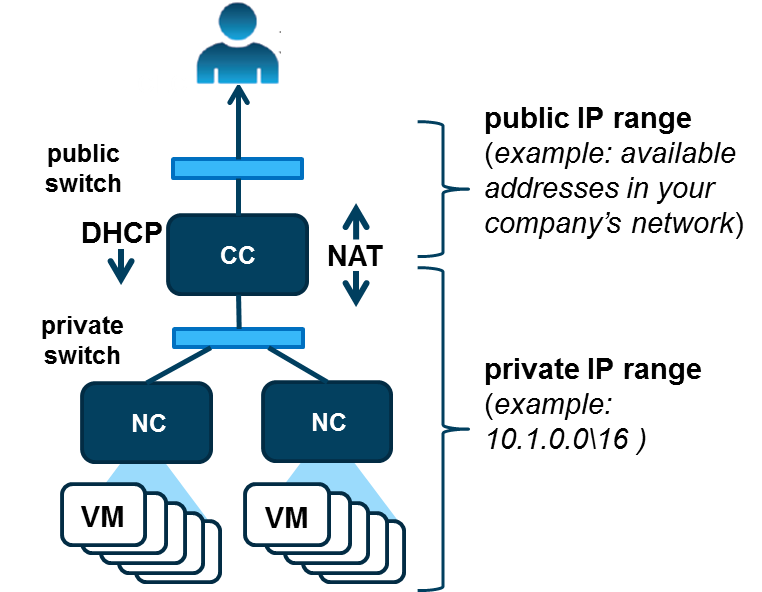 public IP range
(example: available
addresses in your
company's network)
public
switch
DHCP
CC
NAT
private
switch
private IP range
(example:
10.1.0.0\16 )
NC
NC
VM
VM